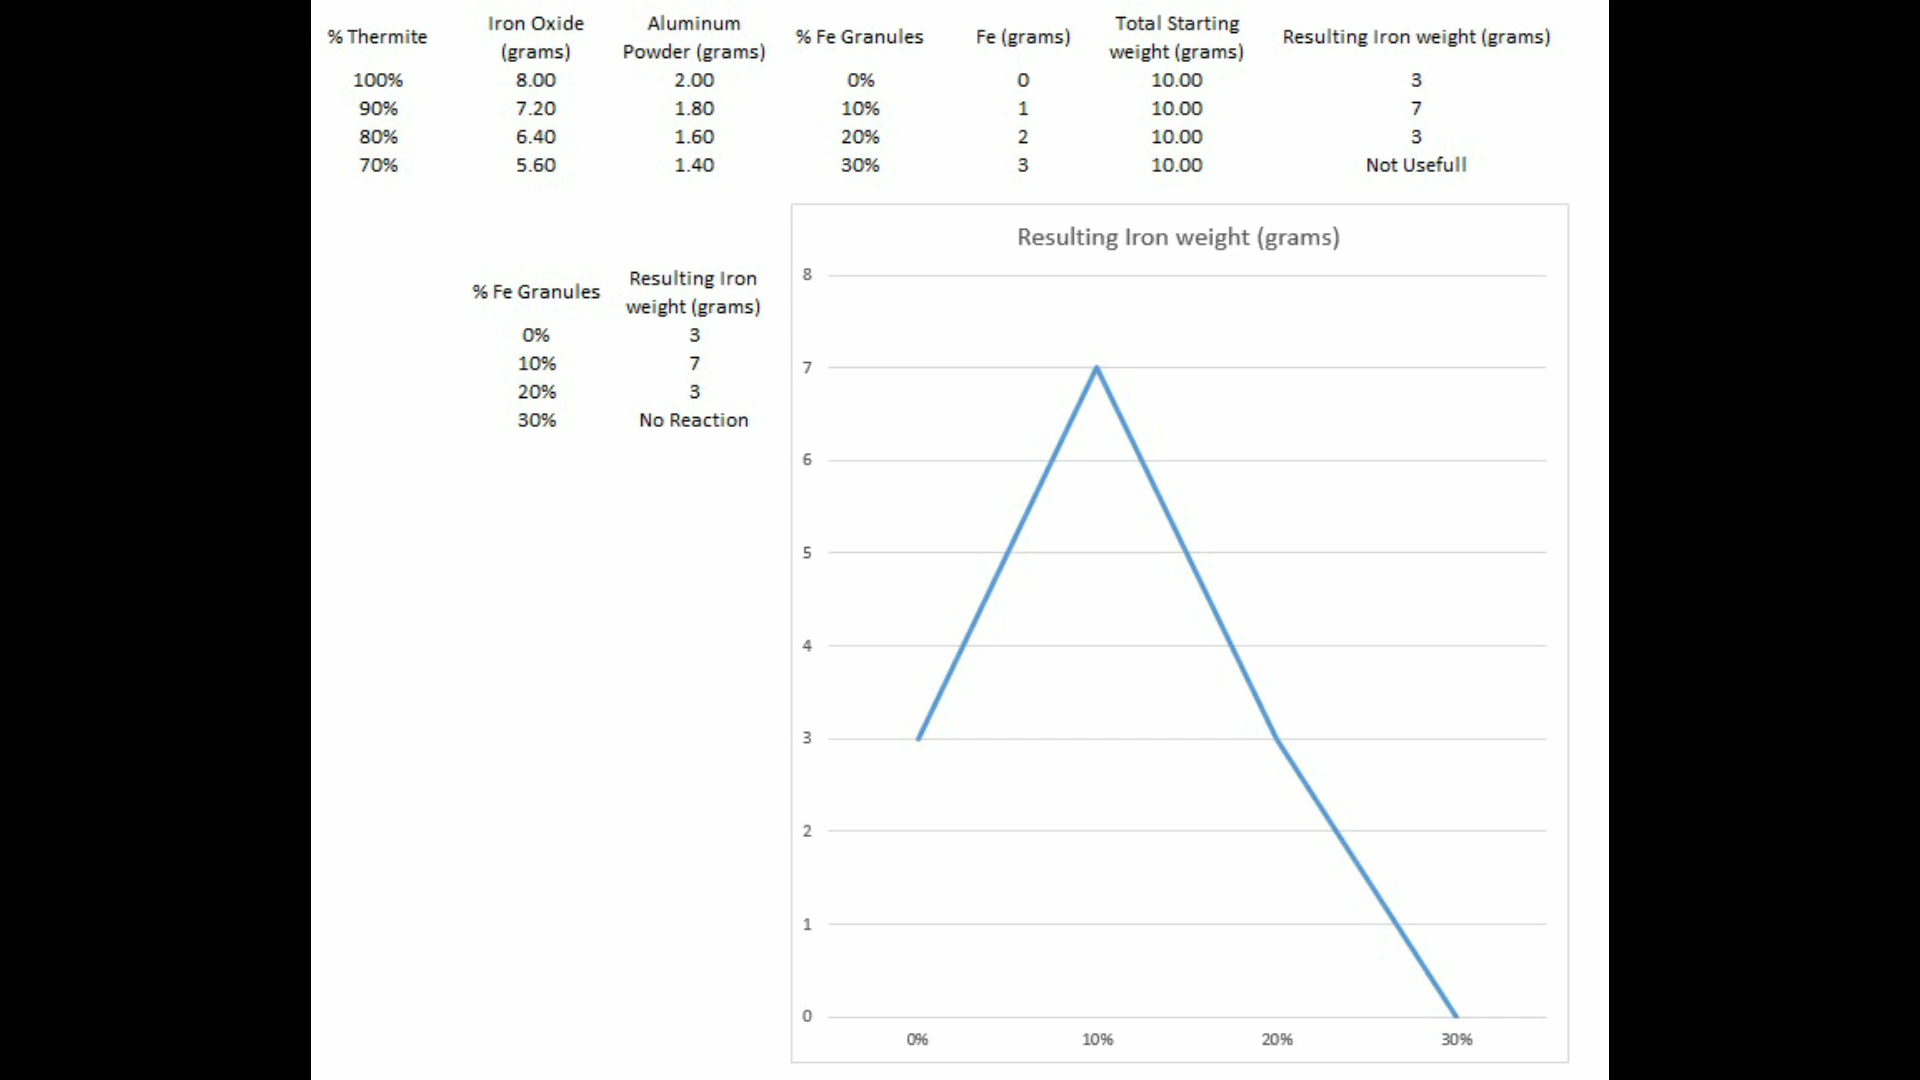 % Thermite Iron Oxide (grams) Aluminum Powder (grams) % Fe Granules Fe (grams) Total Starting weight (grams) Resulting Iron weight (grams)
100% 8.00 2.00 0% 0 10.00 3
90% 7.20 1.80 10% 1 10.00 7
80% 6.40 1.60 20% 2 10.00 3
70% 5.60 1.40 30% 3 10.00 Not Usefull
% Fe Granules Resulting Iron weight (grams)
0% 3
10% 7
20% 3
30% No Reaction
Resulting Iron weight (grams)
8
7
6
5
4
3
2
1
0
0% 10% 20% 30%